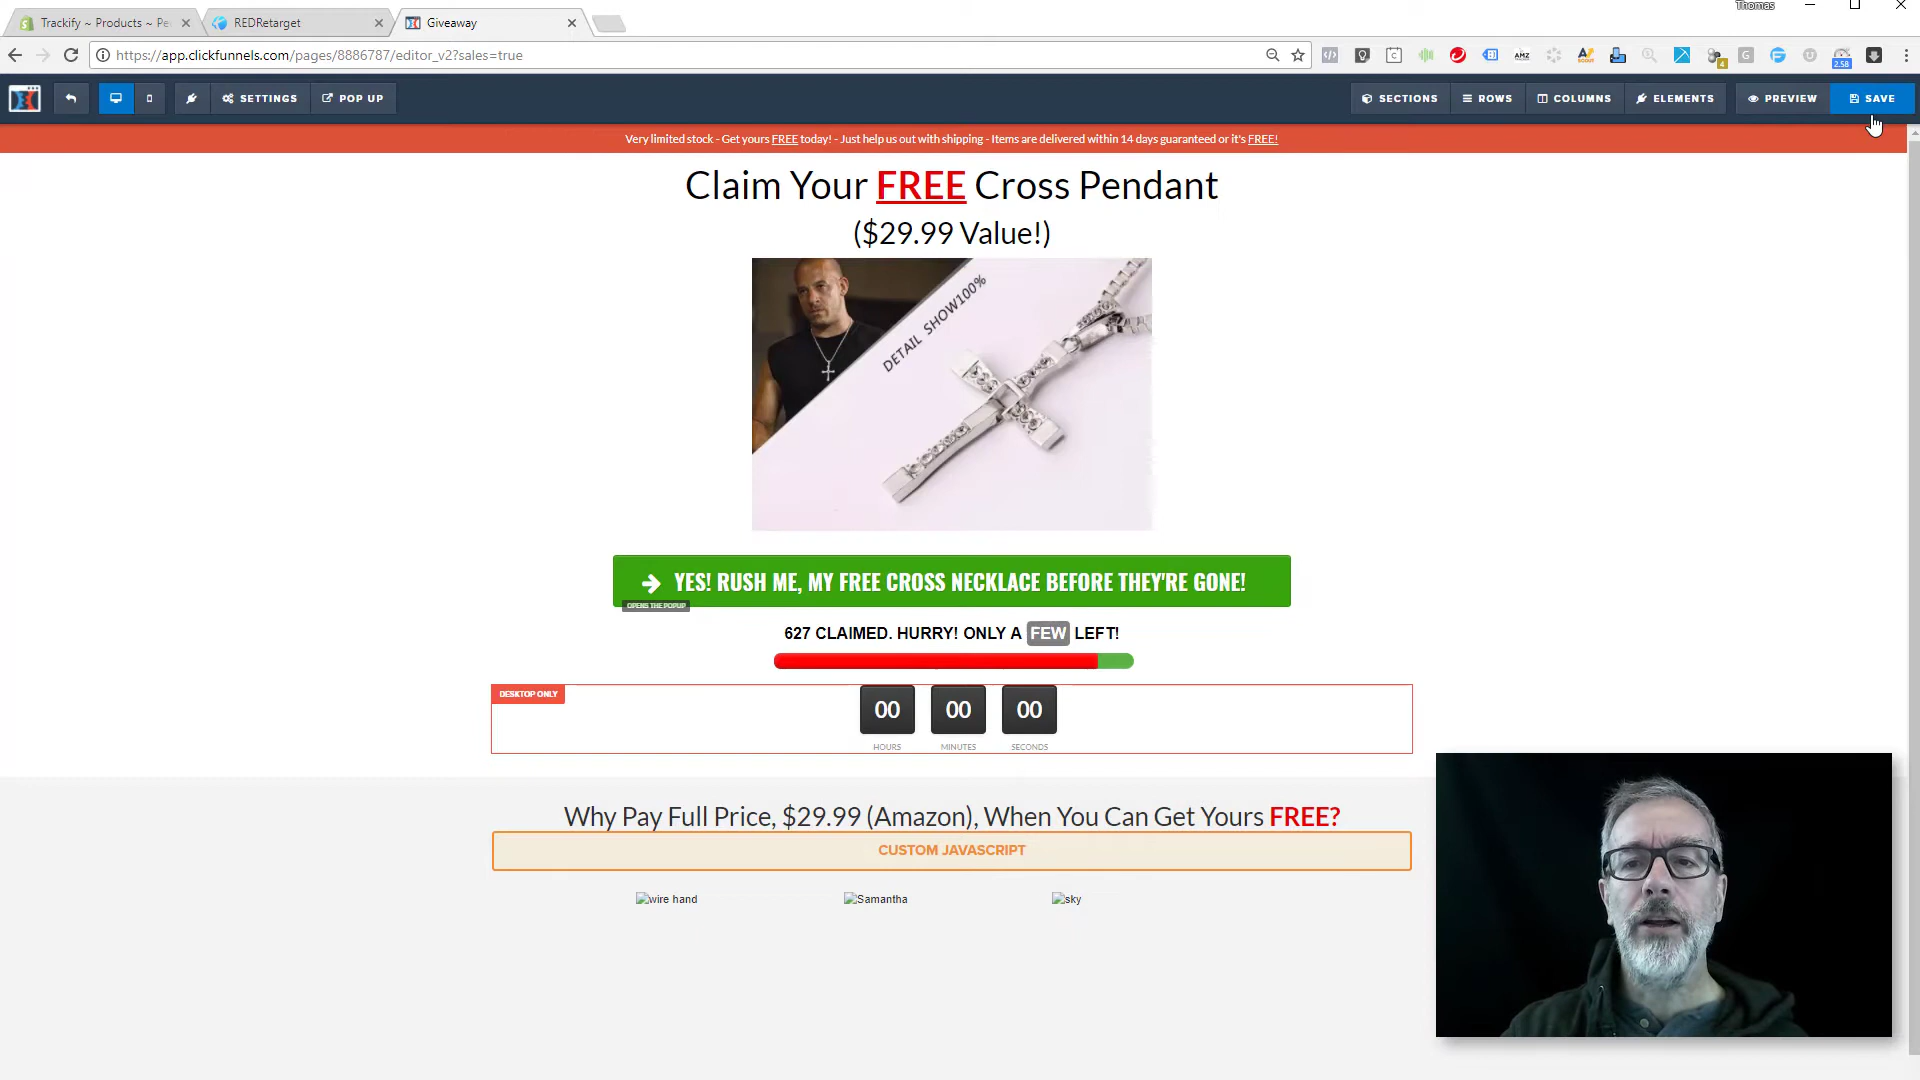 Trackify ~ Products ~ Pe
REDRetarget
Giveaway
Thomas
https://app.clickfunnels.com/pages/8886787/editor_v2?sales=true
4
2.58
SETTINGS
POP UP
SECTIONS
ROWS
COLUMNS
ELEMENTS
PREVIEW
SAVE
Very limited stock - Get yours FREE today! - Just help us out with shipping - Items are delivered within 14 days guaranteed or it's FREE!
Claim Your FREE Cross Pendant
($29.99 Value!)
DETAIL SHOW100%
YES! RUSH ME, MY FREE CROSS NECKLACE BEFORE THEY'RE GONE!
OPENS THE POPUP
627 CLAIMED. HURRY! ONLY A FEW LEFT!
DESKTOP ONLY
00 00 00
HOURS MINUTES SECONDS
Why Pay Full Price, $29.99 (Amazon), When You Can Get Yours FREE?
CUSTOM JAVASCRIPT
wire hand
Samantha
sky